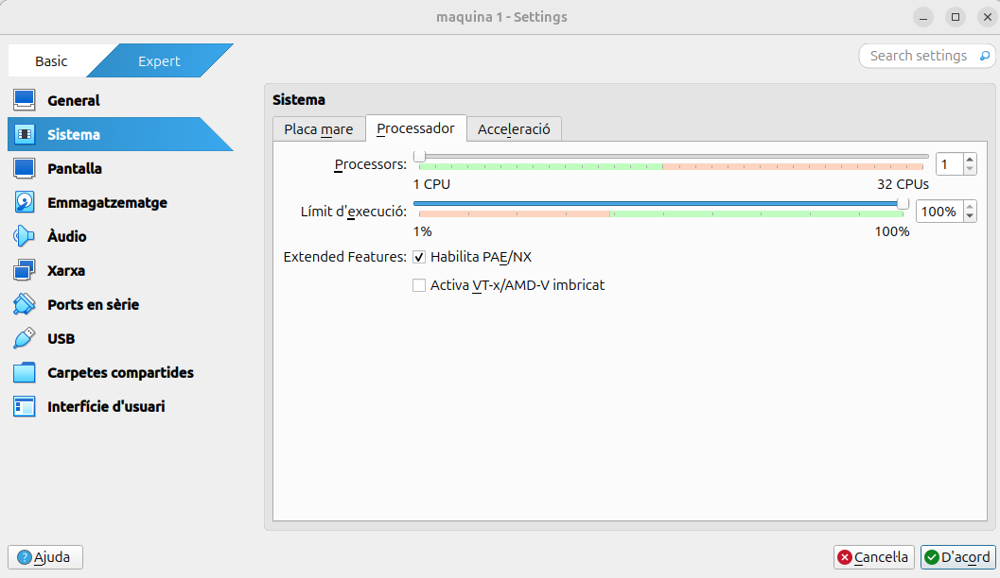 maquina 1 - Settings
Basic
Expert
Search settings
General
Sistema
Pantalla
Emmagatzematge
Àudio
Xarxa
Ports en sèrie
USB
Carpetes compartides
Interfície d'usuari
Sistema
Placa mare
Processador
Acceleració
Processors:
1
1 CPU
32 CPUs
Límit d'execució:
100%
1%
100%
Extended Features:
Habilita PAE/NX
Activa VT-x/AMD-V imbricat
Ajuda
Cancel·la
D'acord